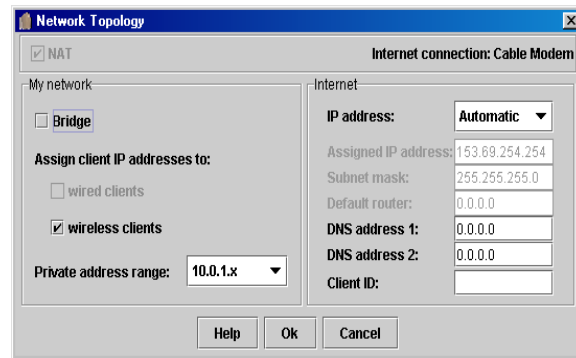 Network Topology
NAT
Internet connection: Cable Modem
My network
Bridge
Assign client IP addresses to:
wired clients
wireless clients
Private address range: 10.0.1.x
Internet
IP address: Automatic
Assigned IP address: 153.69.254.254
Subnet mask: 255.255.255.0
Default router: 0.0.0.0
DNS address 1: 0.0.0.0
DNS address 2: 0.0.0.0
Client ID:
Help Ok Cancel